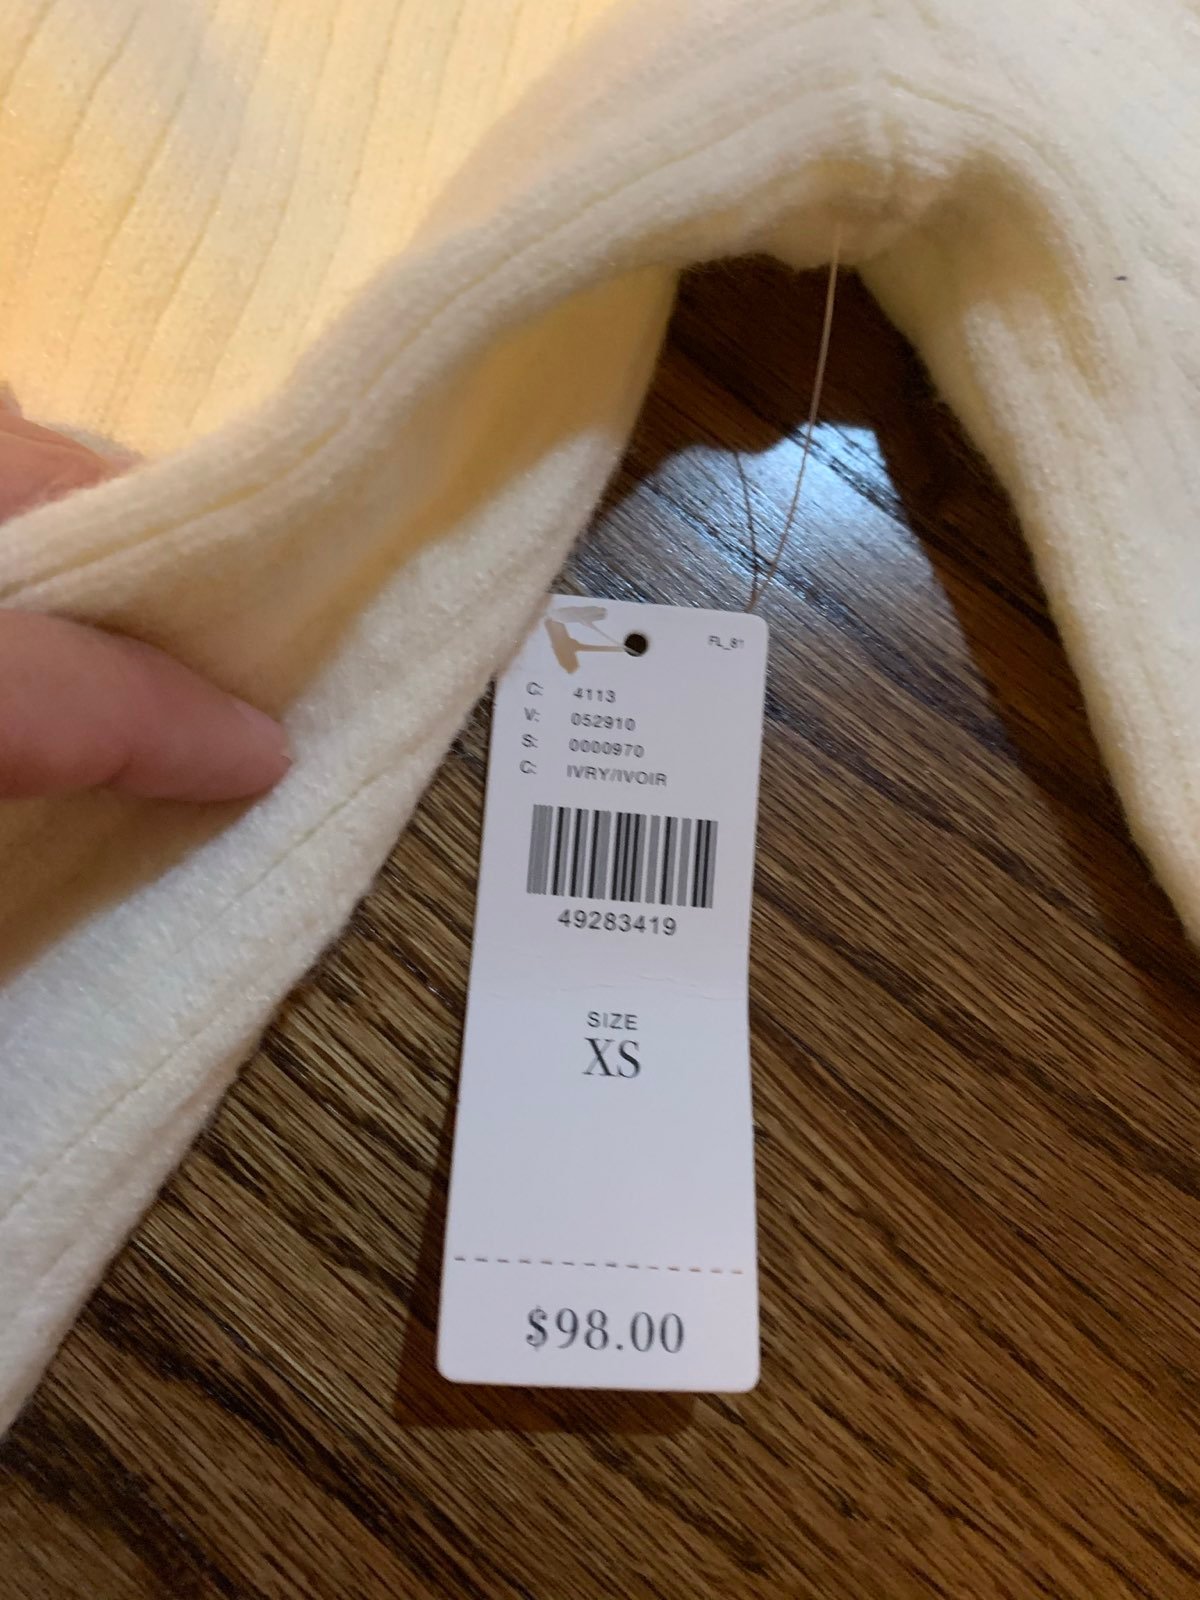 FL_81
C: 4113
V: 052910
S: 0000970
C: IVRY/IVOIR
49283419
SIZE
XS
$98.00